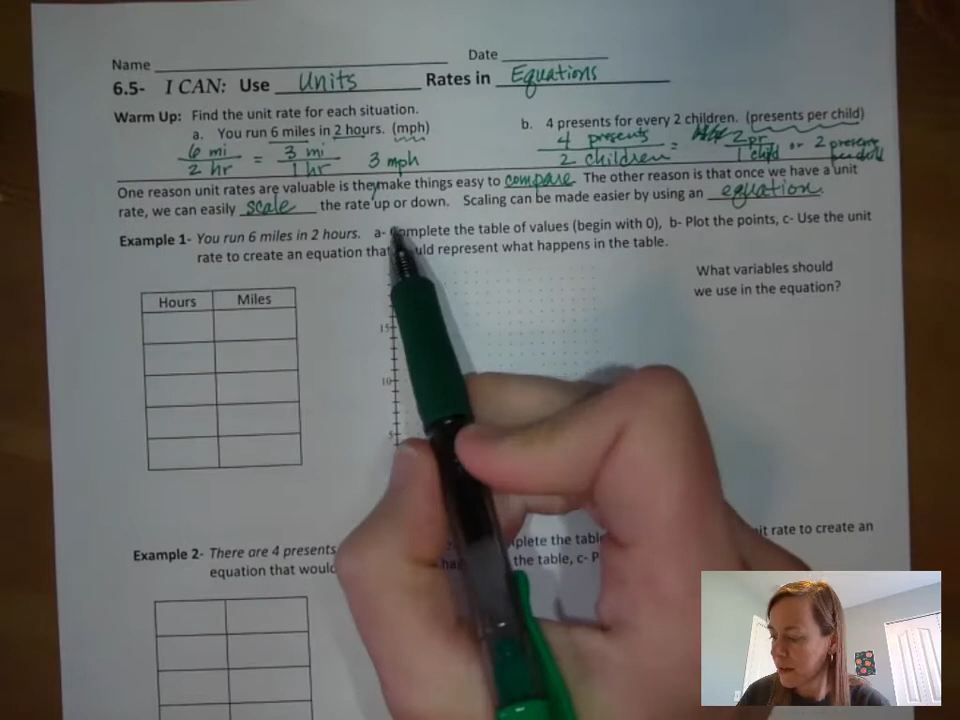 Name Date
6.5- I CAN: Use Units Rates in Equations
Warm Up: Find the unit rate for each situation.
a. You run 6 miles in 2 hours. (mph)
6 mi / 2 hr = 3 mi / 1 hr 3 mph
b. 4 presents for every 2 children. (presents per child)
4 presents / 2 children = 2 pr / 1 child or 2 presents per child
One reason unit rates are valuable is they make things easy to compare. The other reason is that once we have a unit
rate, we can easily scale the rate up or down. Scaling can be made easier by using an equation.
Example 1- You run 6 miles in 2 hours. a- Complete the table of values (begin with 0), b- Plot the points, c- Use the unit
rate to create an equation that would represent what happens in the table.
What variables should
we use in the equation?
Hours Miles
15
10
5
Example 2- There are 4 presents
the table
it rate to create an
equation that would
the table, c- P